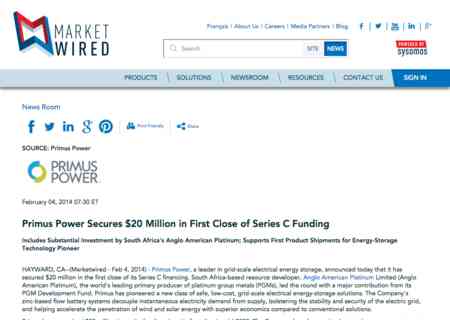 MARKET
WIRED
Français | About Us | Careers | Media Partners | Blog
Search
SITE
NEWS
POWERED BY
sysomos
PRODUCTS
SOLUTIONS
NEWSROOM
RESOURCES
CONTACT US
SIGN IN
News Room
Print Friendly
Share
SOURCE: Primus Power
PRIMUS
POWER
February 04, 2014 07:30 ET
Primus Power Secures $20 Million in First Close of Series C Funding
Includes Substantial Investment by South Africa's Anglo American Platinum; Supports First Product Shipments for Energy-Storage
Technology Pioneer
HAYWARD, CA--(Marketwired - Feb 4, 2014) - Primus Power, a leader in grid-scale electrical energy storage, announced today that it has
secured $20 million in the first close of its Series C financing. South African-based resource developer, Anglo American Platinum Limited (Anglo
American Platinum), the world's leading primary producer of platinum group metals (PGMs), led the round with a major contribution from its
PGM Development Fund. Primus has pioneered a new class of safe, low-cost, grid-scale electrical energy-storage solutions. The Company's
zinc-based flow battery systems decouple instantaneous electricity demand from supply, bolstering the stability and security of the electric grid,
and helping accelerate the penetration of wind and solar energy with superior economics compared to conventional solutions.